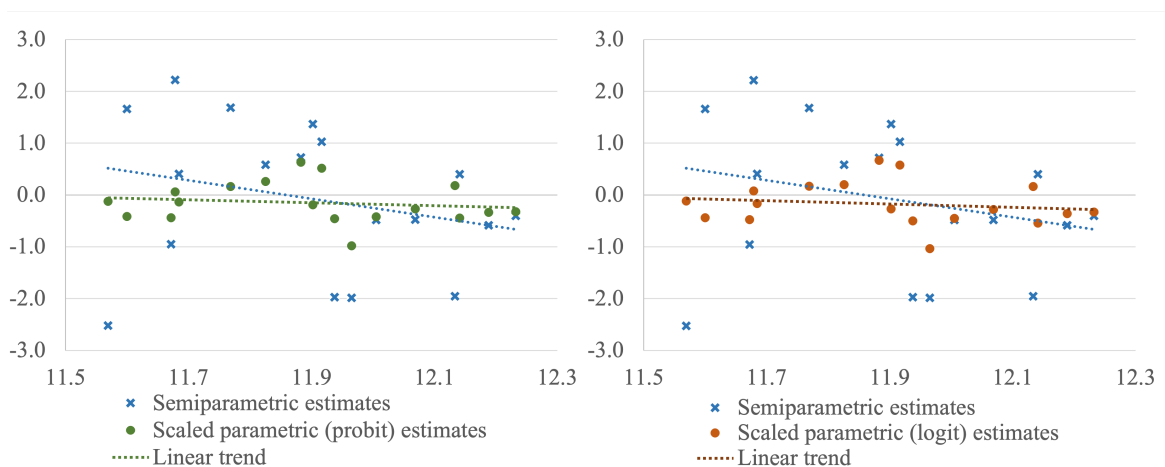 3.0
2.0
1.0
0.0
-1.0
-2.0
-3.0
11.5 11.7 11.9 12.1 12.3
Semiparametric estimates
Scaled parametric (probit) estimates
Linear trend
3.0
2.0
1.0
0.0
-1.0
-2.0
-3.0
11.5 11.7 11.9 12.1 12.3
Semiparametric estimates
Scaled parametric (logit) estimates
Linear trend